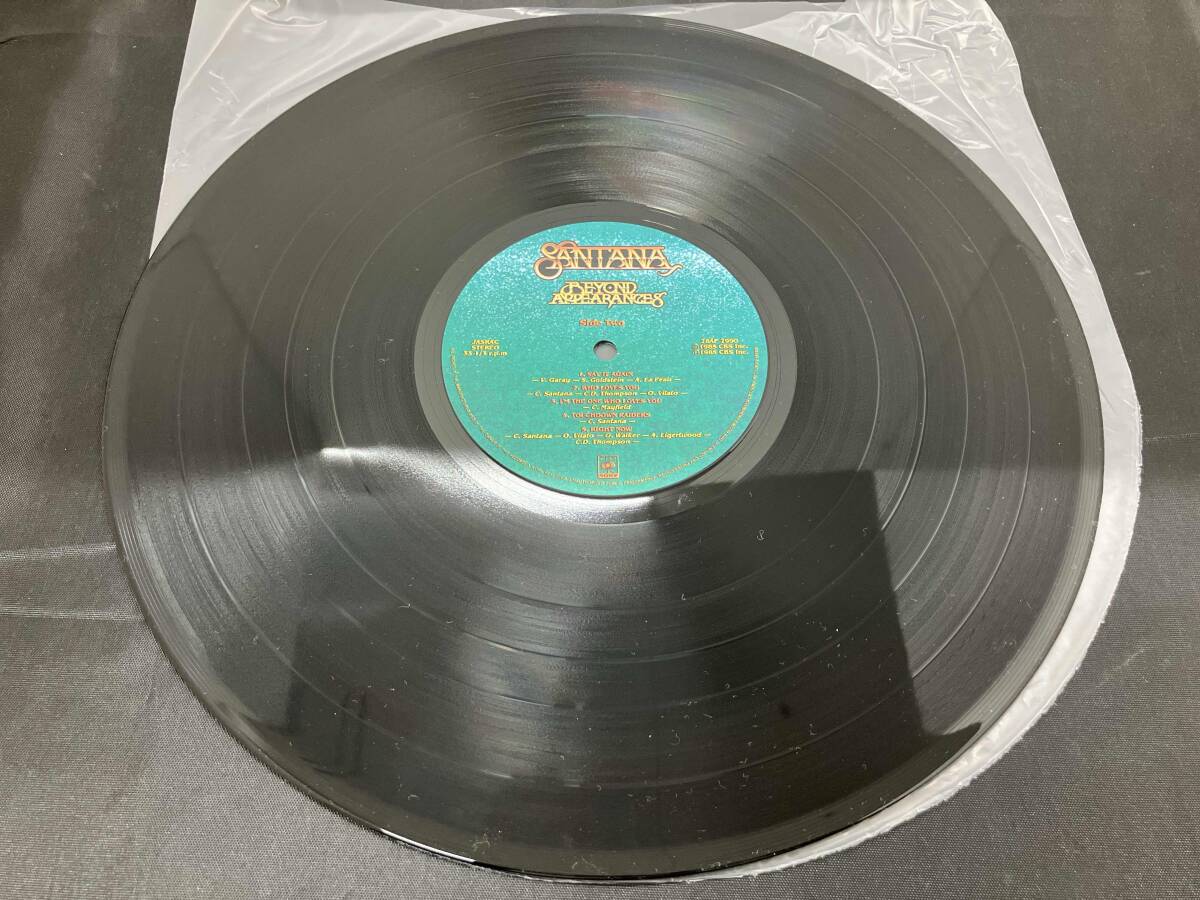 SANTANA
BEYOND
APPEARANCES
Side Two
JASRAC
STEREO
33-1/3 r.p.m
28AP 2990
1985 CBS Inc.
1985 CBS Inc.
1. SAY IT AGAIN
— V. Garay — S. Goldstein — A. La Peau —
2. WHO LOVES YOU
— C. Santana — C.D. Thompson — O. Vilato —
3. I'M THE ONE WHO LOVES YOU
— C. Mayfield —
4. TOUCHDOWN RAIDERS
— C. Santana —
5. RIGHT NOW
— C. Santana — O. Vilato — G. Walker — A. Ligertwood —
C.D. Thompson —